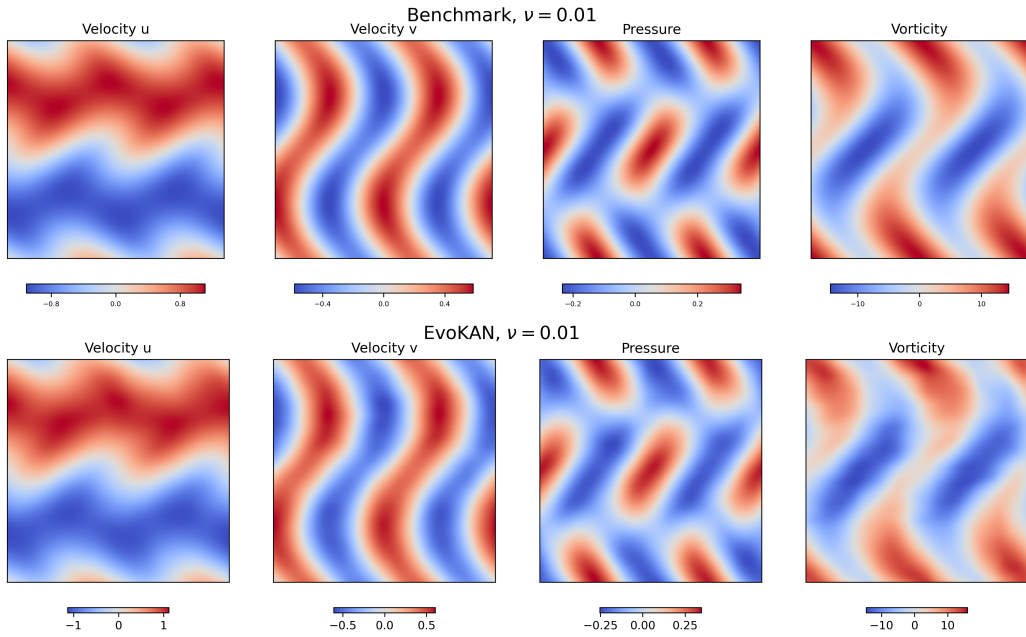 Benchmark, ν = 0.01
Velocity u Velocity v Pressure Vorticity
−0.8 0.0 0.8 −0.4 0.0 0.4 −0.2 0.0 0.2 −10 0 10
EvoKAN, ν = 0.01
Velocity u Velocity v Pressure Vorticity
−1 0 1 −0.5 0.0 0.5 −0.25 0.00 0.25 −10 0 10